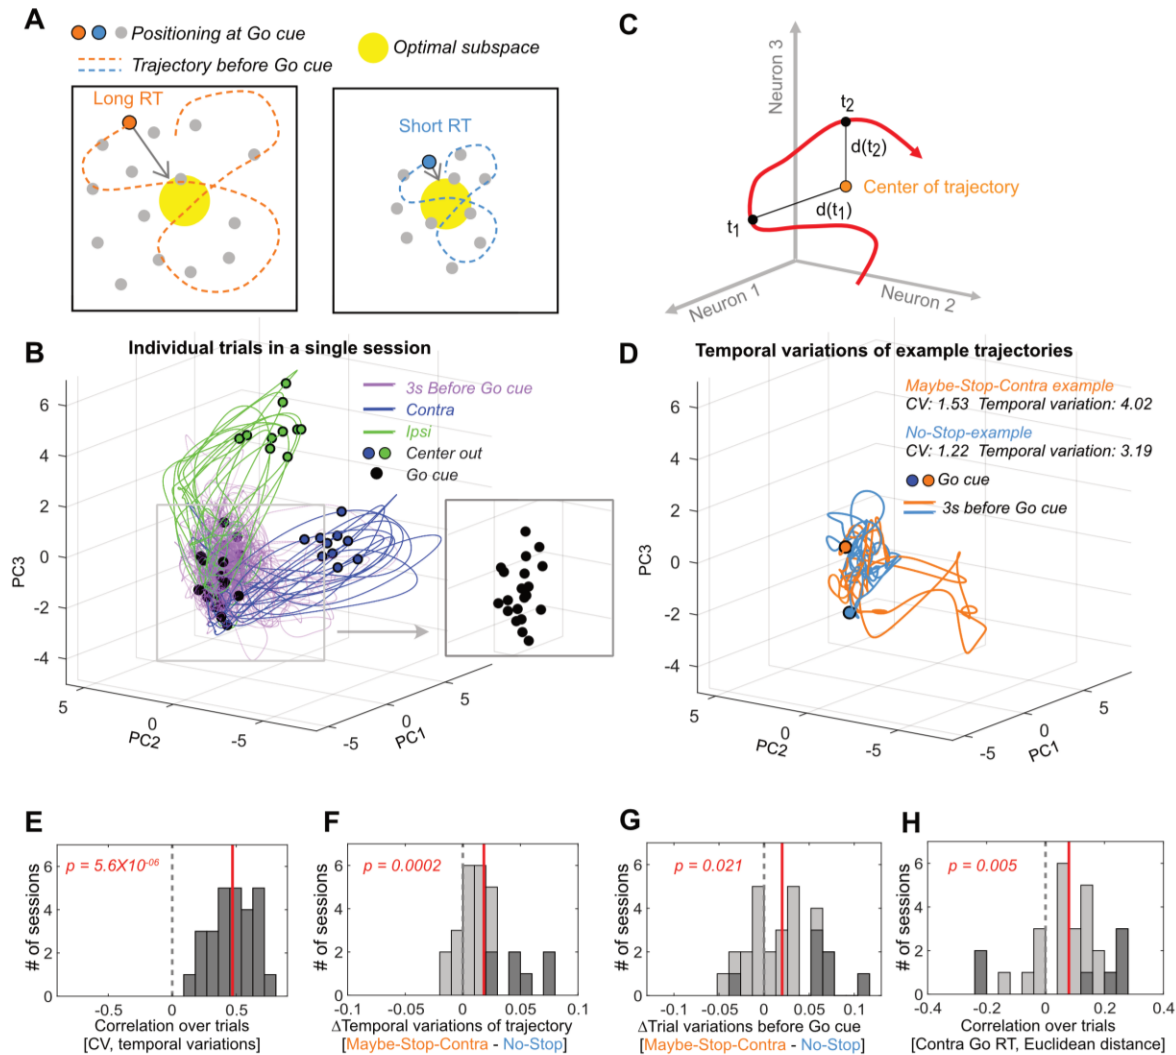 A
Positioning at Go cue
Optimal subspace
Trajectory before Go cue
Long RT
Short RT
C
Neuron 3
t2
d(t2)
Center of trajectory
d(t1)
t1
Neuron 1
Neuron 2
B
Individual trials in a single session
3s Before Go cue
Contra
Ipsi
Center out
Go cue
6
4
2
0
-2
-4
PC3
5
0
-5
PC2
5
0
-5
PC1
D
Temporal variations of example trajectories
Maybe-Stop-Contra example
CV: 1.53 Temporal variation: 4.02
No-Stop-example
CV: 1.22 Temporal variation: 3.19
Go cue
3s before Go cue
6
4
2
0
-2
-4
PC3
5
0
-5
PC2
5
0
-5
PC1
E
p = 5.6X10-06
# of sessions
6
4
2
0
-0.5 0 0.5
Correlation over trials
[CV, temporal variations]
F
p = 0.0002
# of sessions
6
4
2
0
-0.1 -0.05 0 0.05 0.1
ΔTemporal variations of trajectory
[Maybe-Stop-Contra - No-Stop]
G
p = 0.021
# of sessions
6
4
2
0
-0.1 -0.05 0 0.05 0.1
ΔTrial variations before Go cue
[Maybe-Stop-Contra - No-Stop]
H
p = 0.005
# of sessions
6
4
2
0
-0.4 -0.2 0 0.2 0.4
Correlation over trials
[Contra Go RT, Euclidean distance]